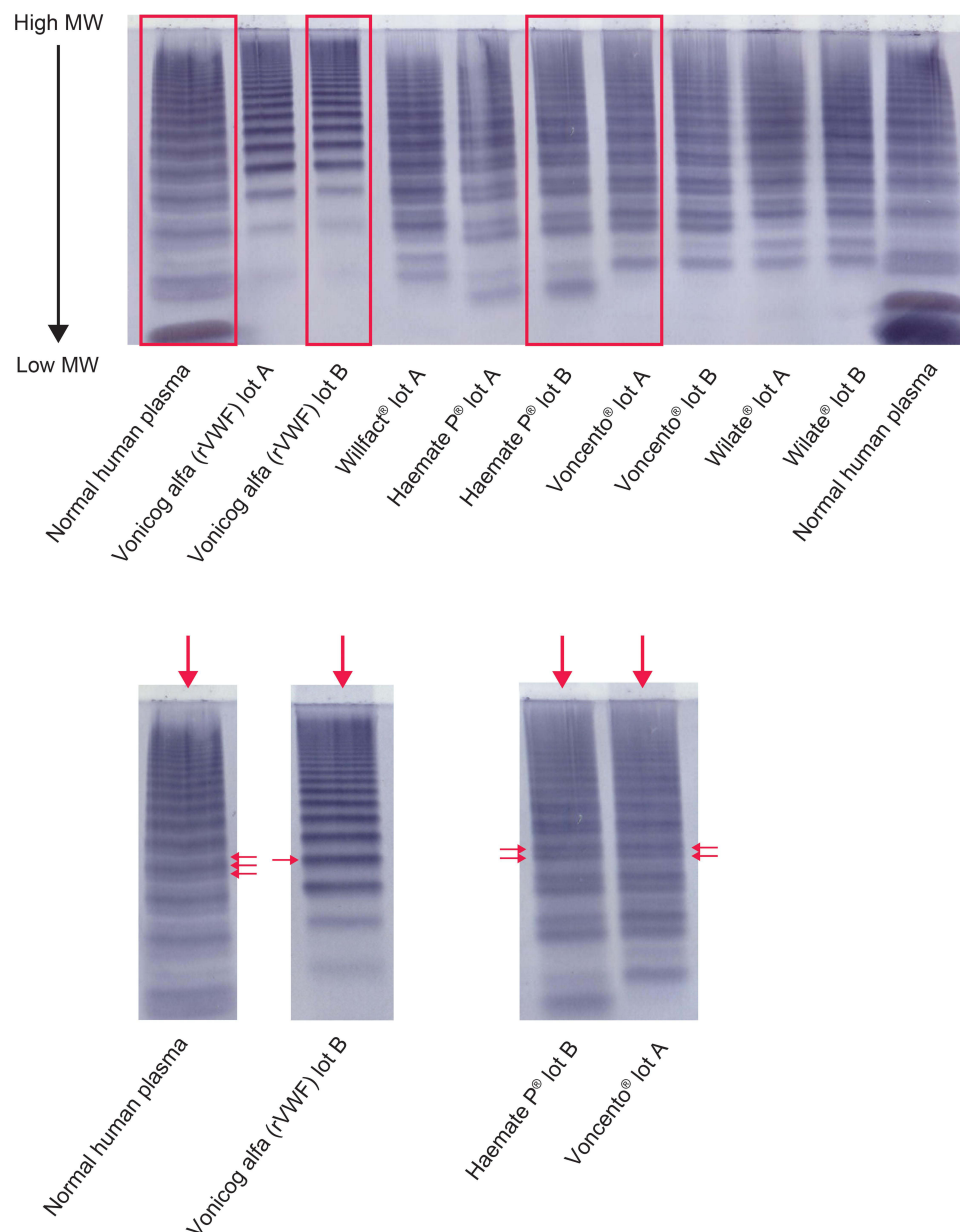 High MW
Low MW
Normal human plasma
Vonicog alfa (rVWF) lot A
Vonicog alfa (rVWF) lot B
Willfact® lot A
Haemate P® lot A
Haemate P® lot B
Voncento® lot A
Voncento® lot B
Wilate® lot A
Wilate® lot B
Normal human plasma
Normal human plasma
Vonicog alfa (rVWF) lot B
Haemate P® lot B
Voncento® lot A